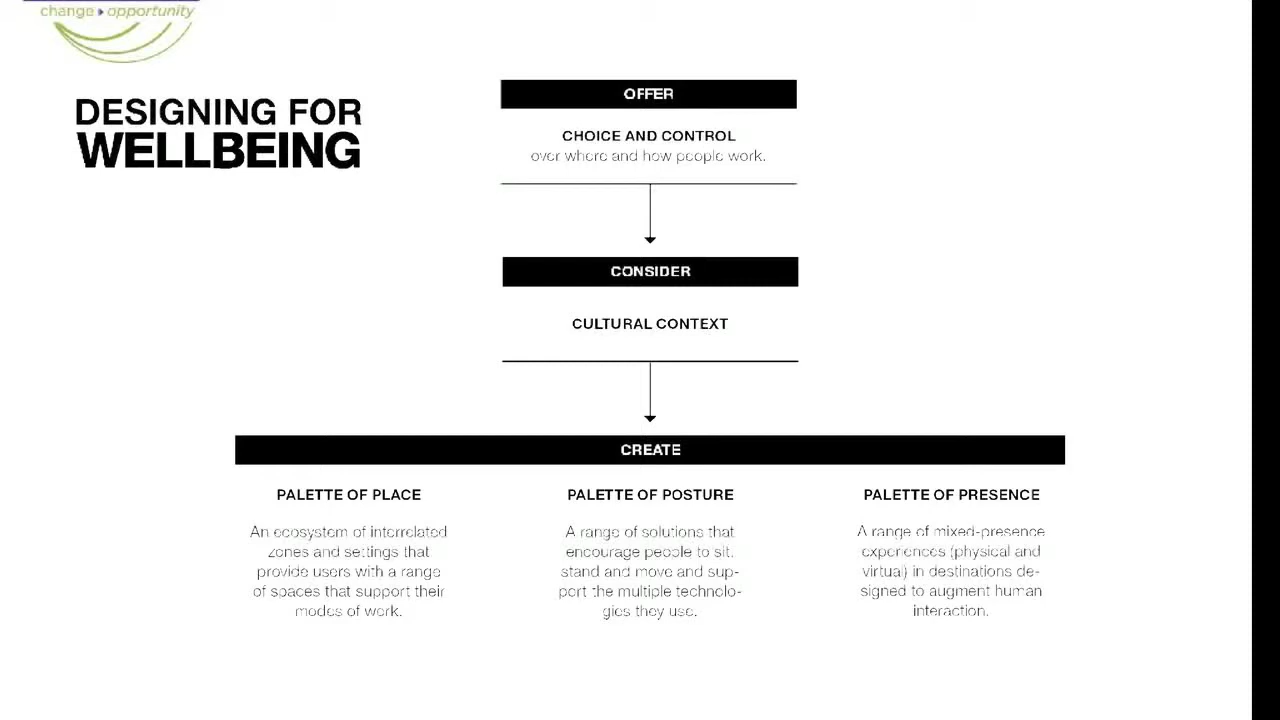 change ▸ opportunity
DESIGNING FOR
WELLBEING
OFFER
CHOICE AND CONTROL
over where and how people work.
CONSIDER
CULTURAL CONTEXT
CREATE
PALETTE OF PLACE
An ecosystem of interrelated
zones and settings that
provide users with a range
of spaces that support their
modes of work.
PALETTE OF POSTURE
A range of solutions that
encourage people to sit,
stand and move and sup-
port the multiple technolo-
gies they use.
PALETTE OF PRESENCE
A range of mixed-presence
experiences (physical and
virtual) in destinations de-
signed to augment human
interaction.